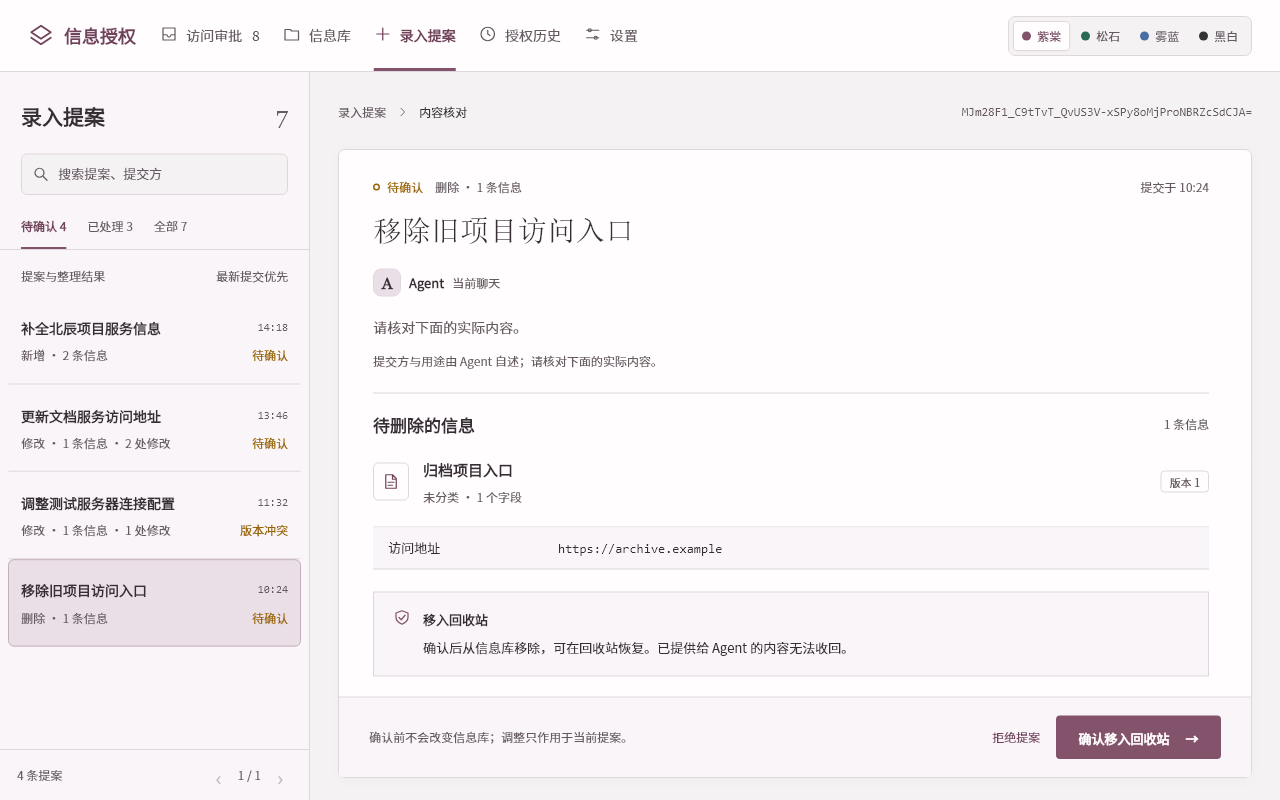 信息授权
访问审批 8
信息库
录入提案
授权历史
设置
紫棠
松石
雾蓝
黑白
录入提案 7
搜索提案、提交方
待确认 4
已处理 3
全部 7
提案与整理结果 最新提交优先
补全北辰项目服务信息 14:18
新增 · 2 条信息 待确认
更新文档服务访问地址 13:46
修改 · 1 条信息 · 2 处修改 待确认
调整测试服务器连接配置 11:32
修改 · 1 条信息 · 1 处修改 版本冲突
移除旧项目访问入口 10:24
删除 · 1 条信息 待确认
4 条提案 ‹ 1 / 1 ›
录入提案 > 内容核对
MJm28F1_C9tTvT_QvUS3V-xSPy8oMjProNBRZcSdCJA=
待确认 删除 · 1 条信息 提交于 10:24
移除旧项目访问入口
A Agent 当前聊天
请核对下面的实际内容。
提交方与用途由 Agent 自述；请核对下面的实际内容。
待删除的信息 1 条信息
归档项目入口
未分类 · 1 个字段
版本 1
访问地址 https://archive.example
移入回收站
确认后从信息库移除，可在回收站恢复。已提供给 Agent 的内容无法收回。
确认前不会改变信息库；调整只作用于当前提案。
拒绝提案
确认移入回收站 →